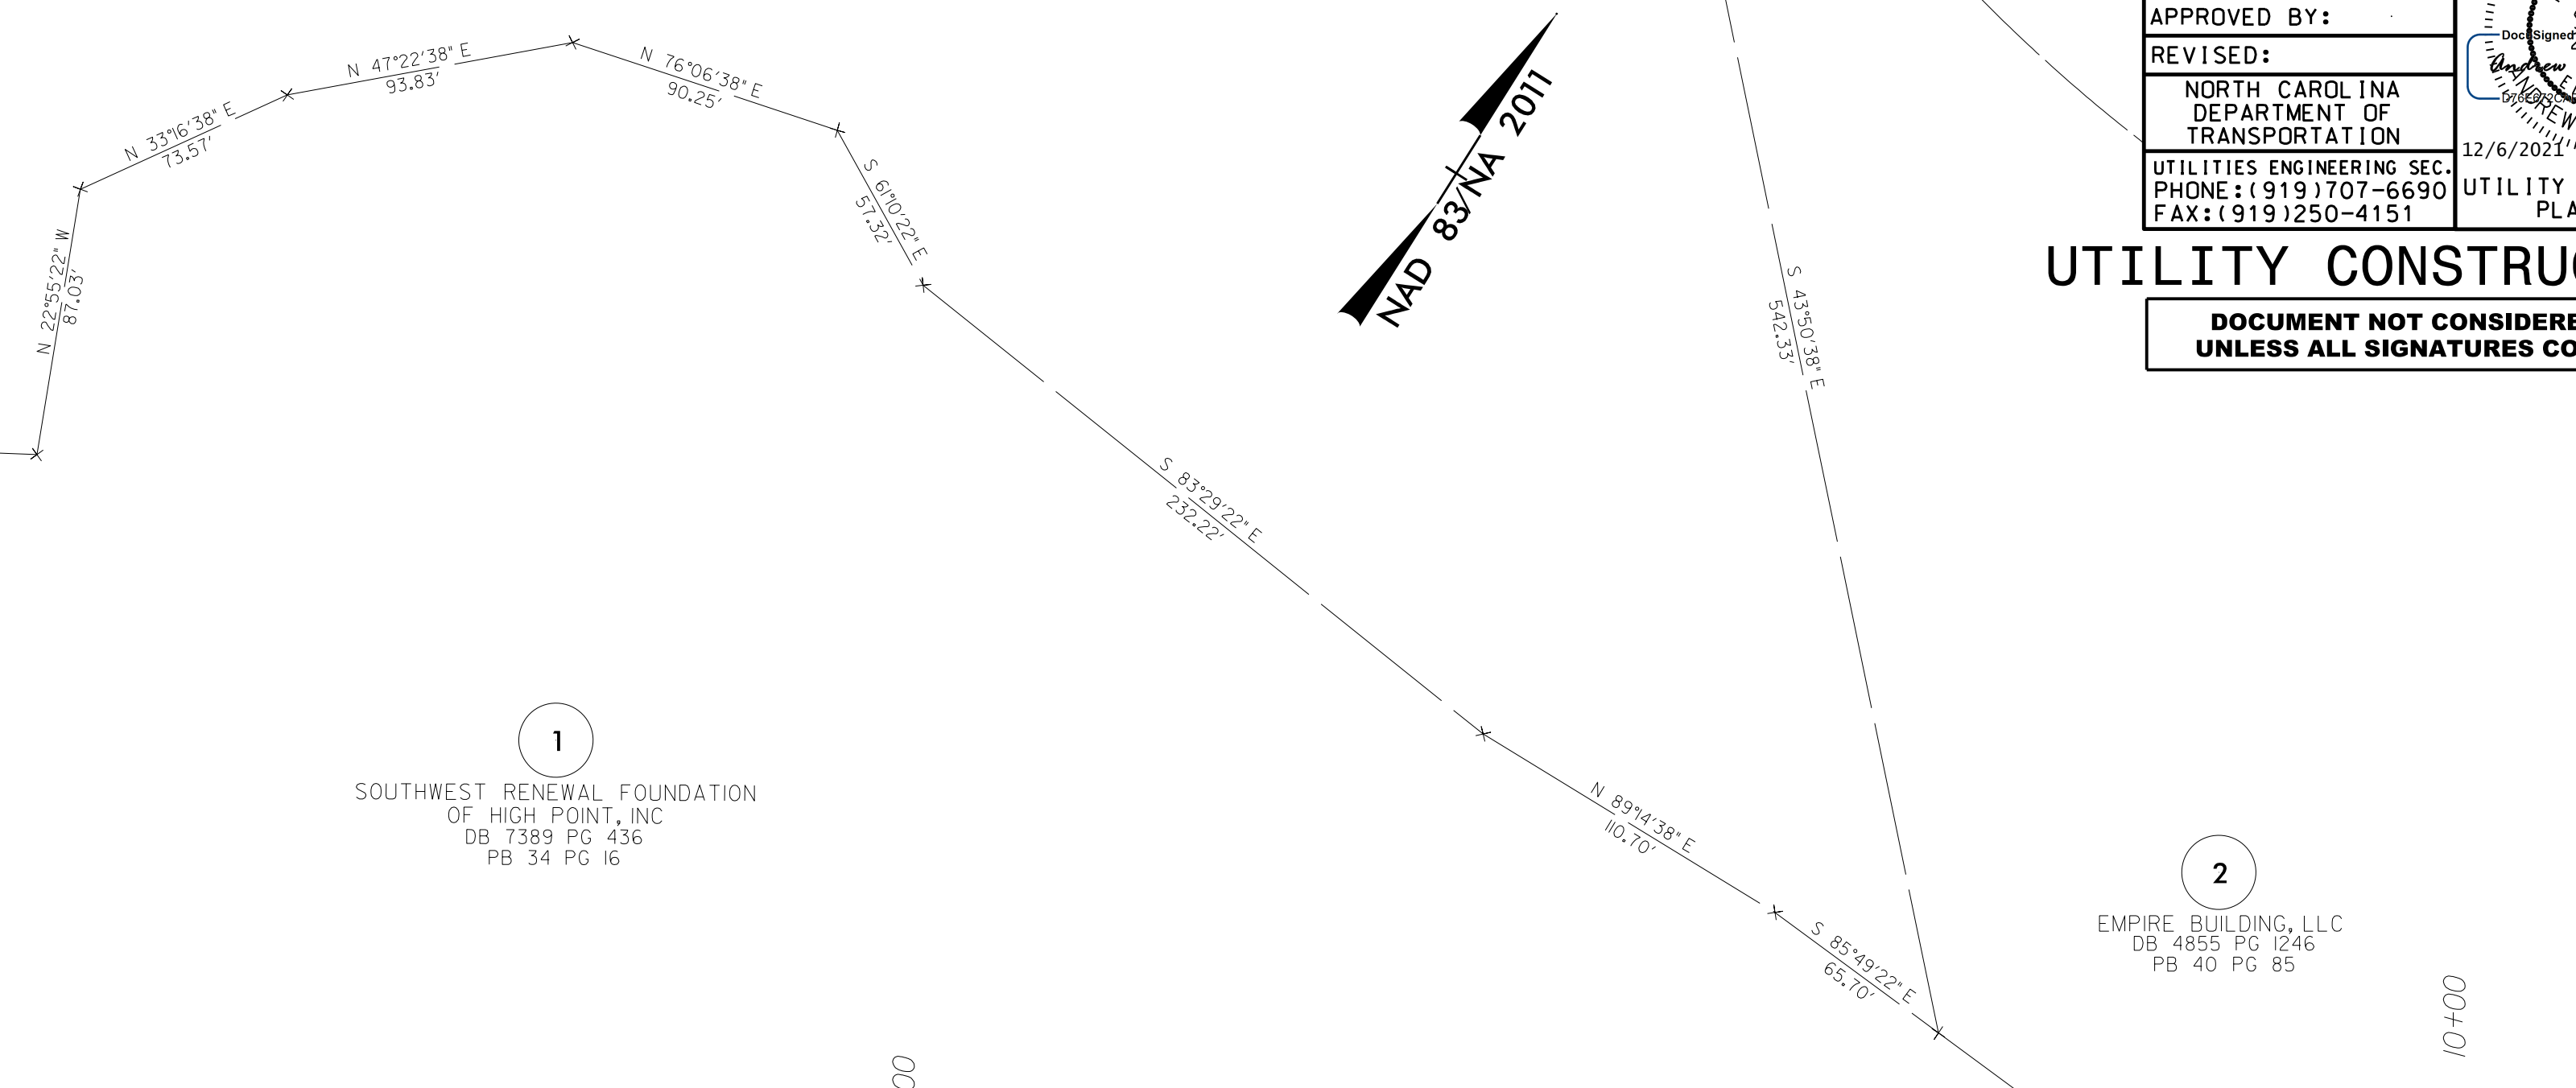 APPROVED BY:
REVISED:
NORTH CAROLINA
DEPARTMENT OF
TRANSPORTATION
UTILITIES ENGINEERING SEC.
PHONE:(919)707-6690
FAX:(919)250-4151
12/6/2021
UTILITY
UTILITY
DOCUMENT NOT
UNLESS ALL SIGNATURES
N 47°22'38" E
93.83'
N 76°06'38" E
90.25'
N 33°16'38" E
73.57'
S 61°10'22" E
57.32'
N 22°55'22" W
87.03'
NAD 83/NA 2011
S 43°50'38" E
542.33'
S 83°29'22" E
232.22'
1
SOUTHWEST RENEWAL FOUNDATION
OF HIGH POINT, INC
DB 7389 PG 436
PB 34 PG 16
N 89°14'38" E
110.70'
S 85°49'22" E
65.70'
2
EMPIRE BUILDING, LLC
DB 4855 PG 1246
PB 40 PG 85
10+00
00